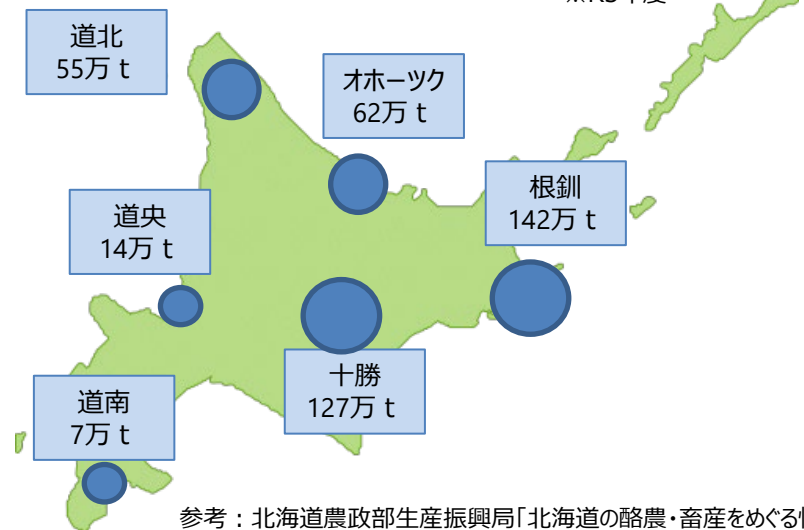 道北
55万 t
オホーツク
62万 t
根釧
142万 t
道央
14万 t
十勝
127万 t
道南
7万 t
参考：北海道農政部生産振興局「北海道の酪農・畜産をめぐる